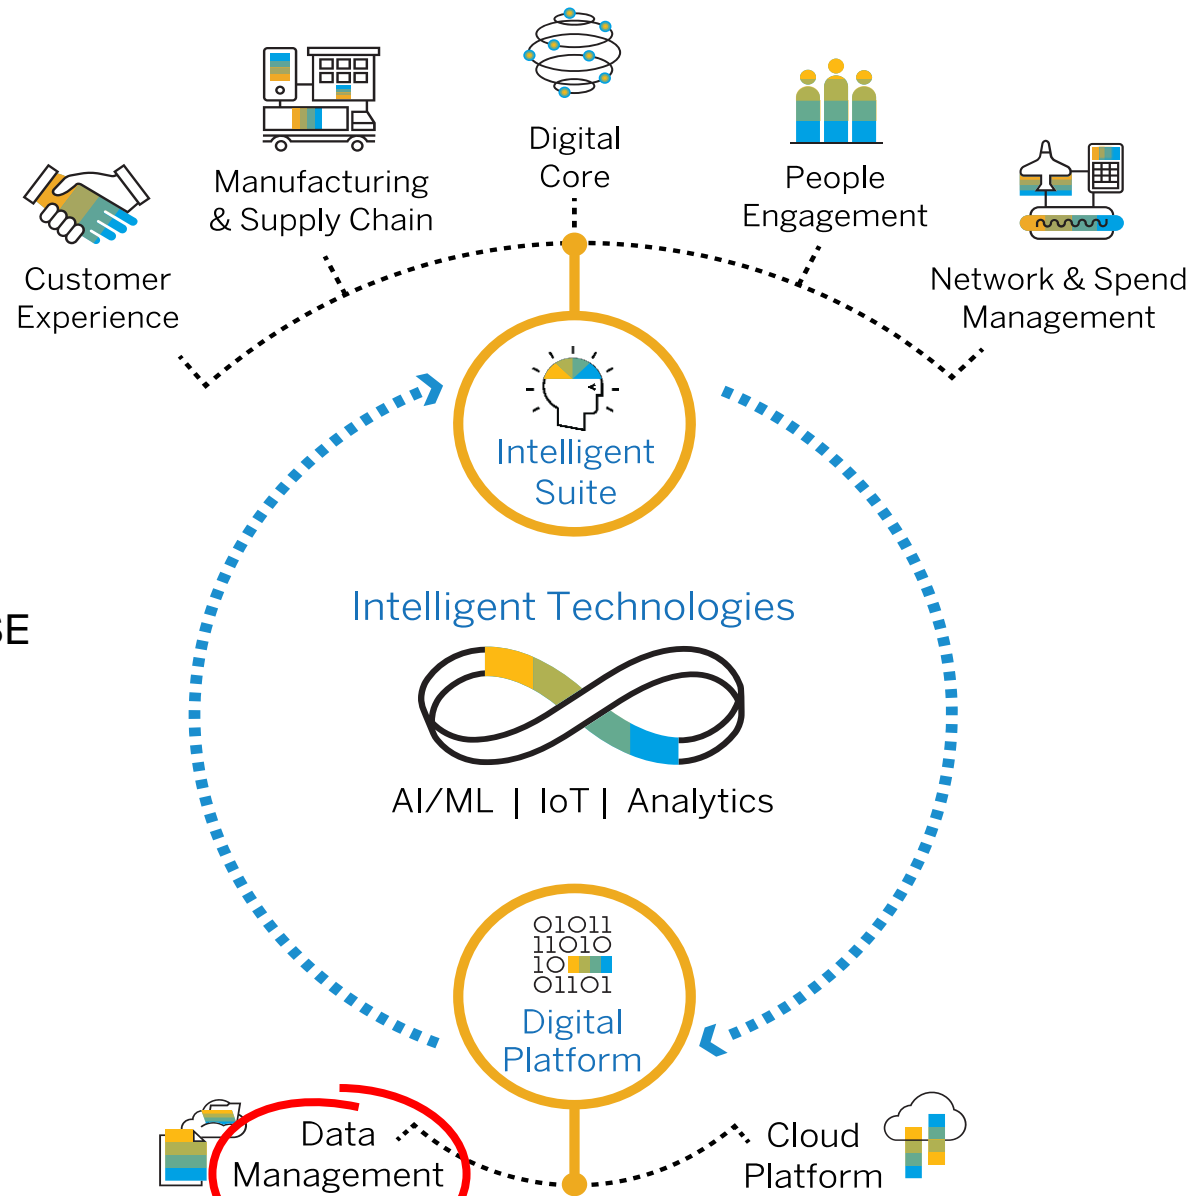 Digital
Core
Manufacturing
& Supply Chain
People
Engagement
Customer
Experience
Network & Spend
Management
Intelligent
Suite
Intelligent Technologies
SE
AI/ML | IoT | Analytics
01011
11010
10
01101
Digital
Platform
Data
Management
Cloud
Platform